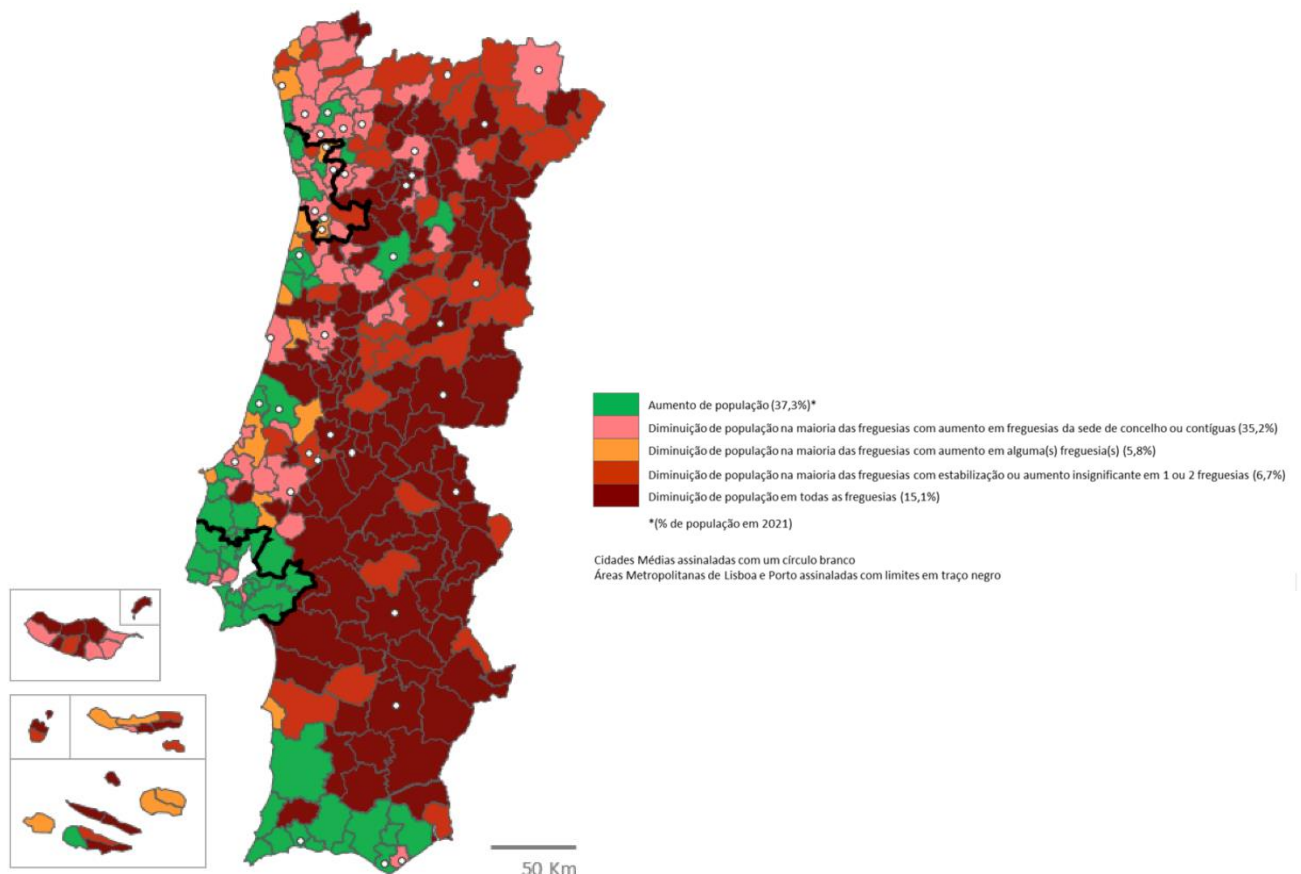 Aumento de população (37,3%)*
Diminuição de população na maioria das freguesias com aumento em freguesias da sede de concelho ou contíguas (35,2%)
Diminuição de população na maioria das freguesias com aumento em alguma(s) freguesia(s) (5,8%)
Diminuição de população na maioria das freguesias com estabilização ou aumento insignificante em 1 ou 2 freguesias (6,7%)
Diminuição de população em todas as freguesias (15,1%)
*(% de população em 2021)
Cidades Médias assinaladas com um círculo branco
Áreas Metropolitanas de Lisboa e Porto assinaladas com limites em traço negro
50 Km